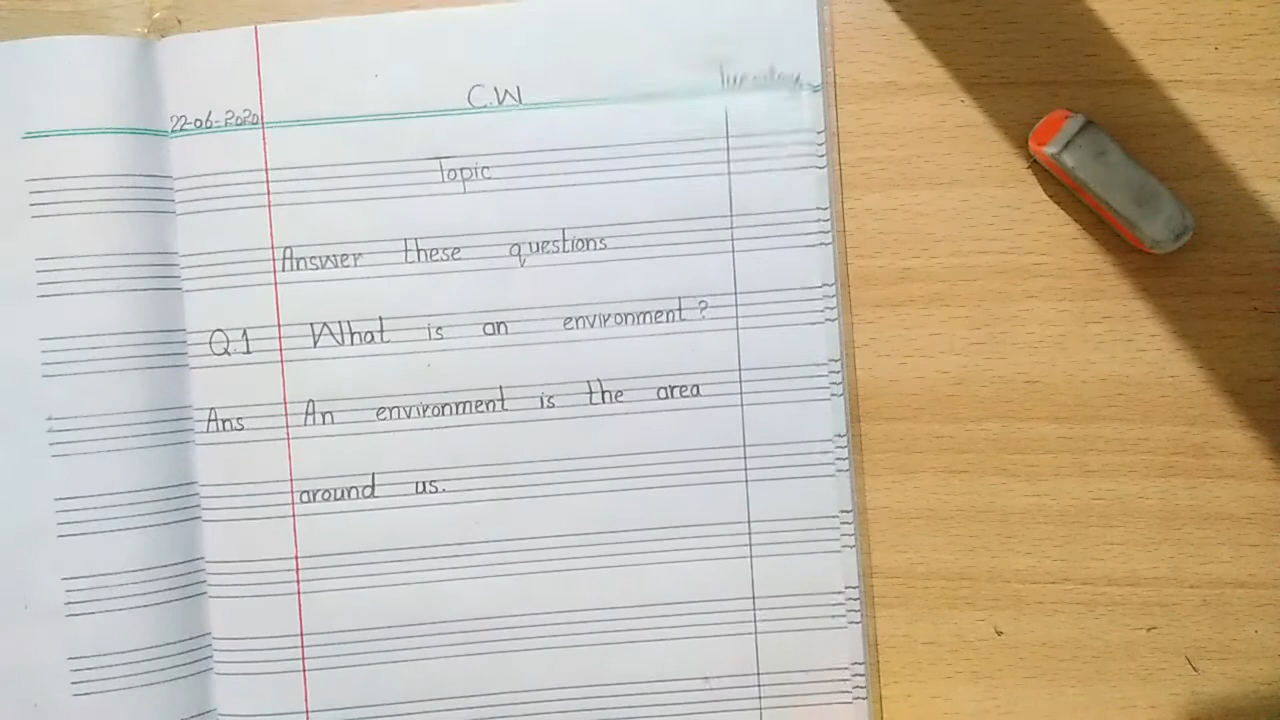 C.W
Tuesday
22-06-2020
Topic
Answer these questions
Q.1 What is an environment?
Ans An environment is the area
around us.